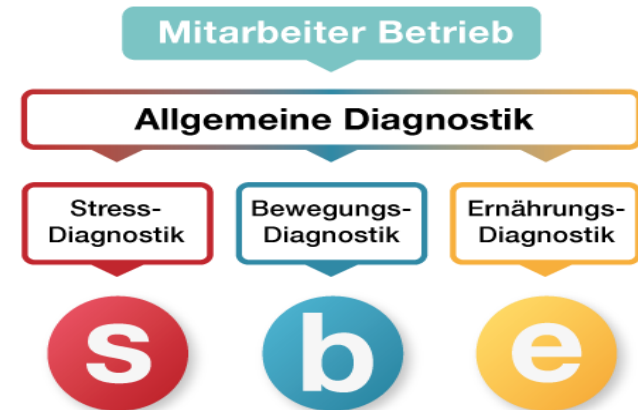 Mitarbeiter Betrieb
Allgemeine Diagnostik
Stress-
Diagnostik
Bewegungs-
Diagnostik
Ernährungs-
Diagnostik
s
b
e